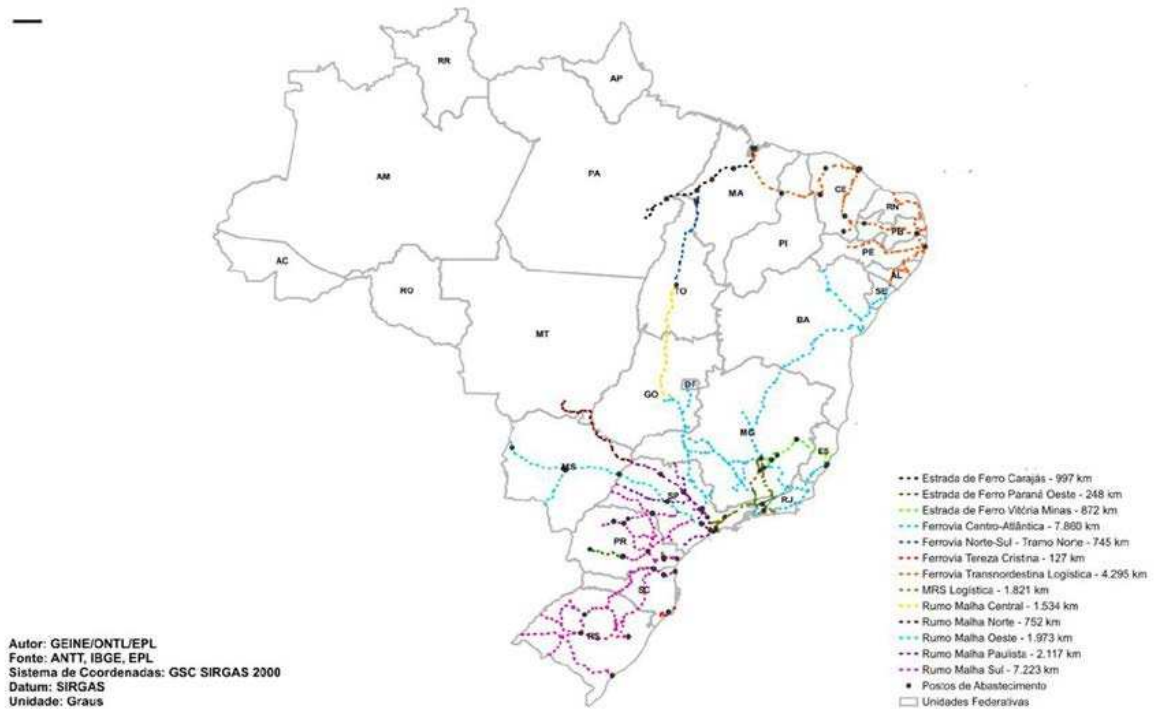 RR
AP
AM
PA
MA
CE
RN
PB
PE
AL
SE
PI
AC
RO
TO
BA
MT
GO
DF
MG
ES
MS
SP
RJ
PR
SC
RS
Estrada de Ferro Carajás - 997 km
Estrada de Ferro Paraná Oeste - 248 km
Estrada de Ferro Vitória Minas - 872 km
Ferrovia Centro-Atlântica - 7.860 km
Ferrovia Norte-Sul - Tramo Norte - 745 km
Ferrovia Tereza Cristina - 127 km
Ferrovia Transnordestina Logística - 4.295 km
MRS Logística - 1.821 km
Rumo Malha Central - 1.534 km
Rumo Malha Norte - 752 km
Rumo Malha Oeste - 1.973 km
Rumo Malha Paulista - 2.117 km
Rumo Malha Sul - 7.223 km
Postos de Abastecimento
Unidades Federativas
Autor: GEINE/ONTL/EPL
Fonte: ANTT, IBGE, EPL
Sistema de Coordenadas: GSC SIRGAS 2000
Datum: SIRGAS
Unidade: Graus